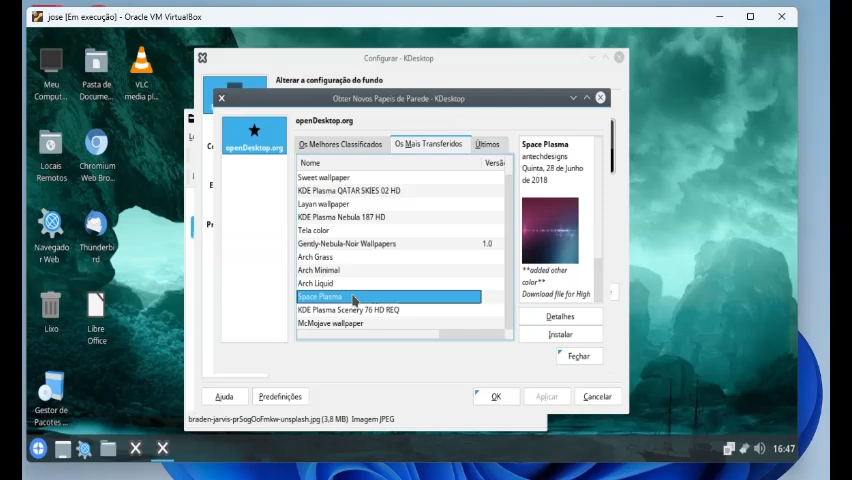 jose [Em execução] - Oracle VM VirtualBox
Meu
Comput...
Pasta de
Docume...
VLC
media pl...
Locais
Remotos
Chromium
Web Bro...
Navegado
r Web
Thunderbi
rd
Lixo
Libre
Office
Gestor de
Pacotes ...
Configurar - KDesktop
Alterar a configuração do fundo
Obter Novos Papeis de Parede - KDesktop
openDesktop.org
openDesktop.org
Os Melhores Classificados
Os Mais Transferidos
Últimos
Nome
Versã
Sweet wallpaper
KDE Plasma QATAR SKIES 02 HD
Layan wallpaper
KDE Plasma Nebula 187 HD
Tela color
Gently-Nebula-Noir Wallpapers
1.0
Arch Grass
Arch Minimal
Arch Liquid
Space Plasma
KDE Plasma Scenery 76 HD REQ
McMojave wallpaper
Space Plasma
antechdesigns
Quinta, 28 de Junho
de 2018
**added other
color**
Download file for High
Detalhes
Instalar
Fechar
Ajuda
Predefinições
OK
Aplicar
Cancelar
braden-jarvis-prSogOoFmkw-unsplash.jpg (3,8 MB) Imagem JPEG
16:47